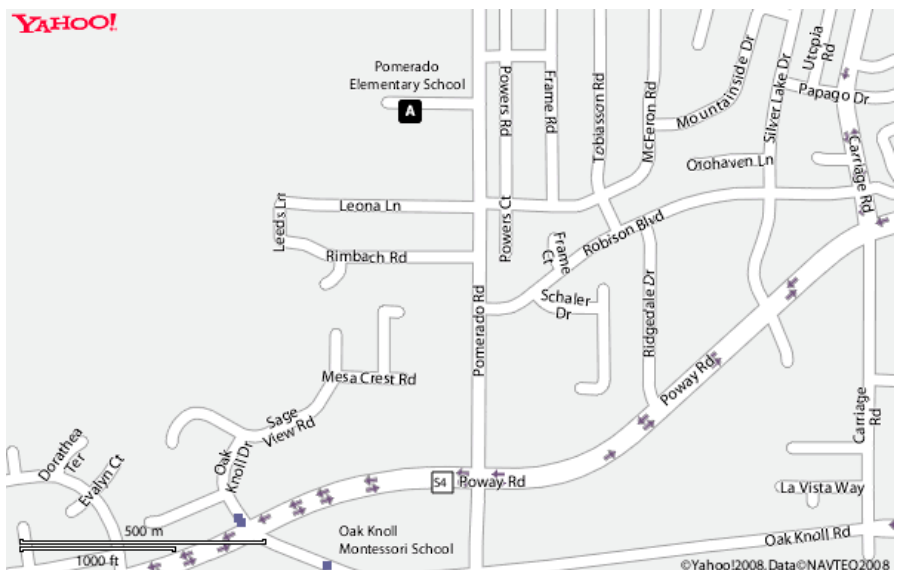 YAHOO!
Pomerado
Elementary School
A
Powers Rd
Frame Rd
Tobiasson Rd
McFeron Rd
Mountainside Dr
Silver Lake Dr
Utopia
Rd
Papago Dr
Carriage Rd
Leeds Ln
Leona Ln
Powers Ct
Frame
Ct
Robison Blvd
Rimbach Rd
Pomerado Rd
Schaler
Dr
Ridgedale Dr
Poway Rd
Mesa Crest Rd
Sage
View Rd
Oak
Knoll Dr
Dorathea
Ter
Evalyn Ct
S4
Poway Rd
Carriage
Rd
La Vista Way
Oak Knoll Rd
Oak Knoll
Montessori School
500 m
1000 ft
©Yahoo!2008, Data©NAVTEQ2008